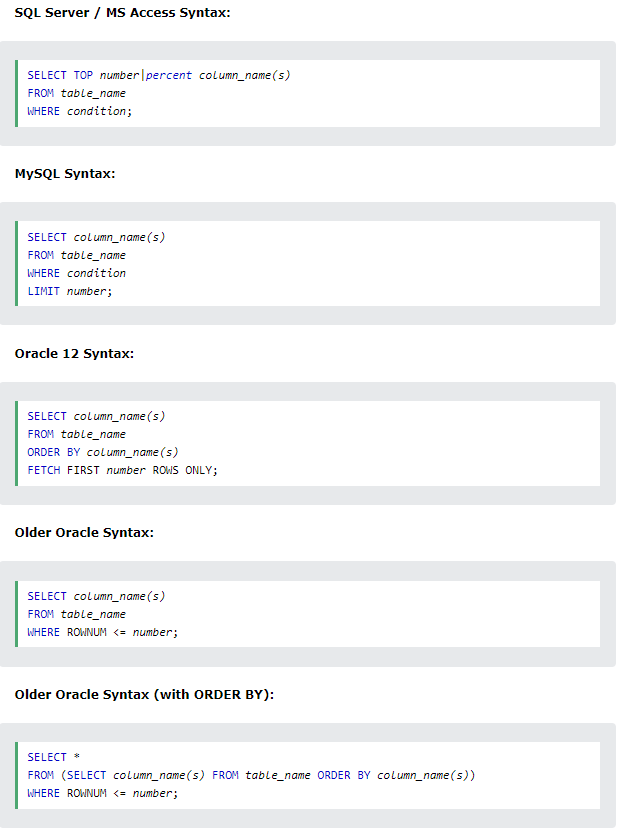 SQL Server / MS Access Syntax:
SELECT TOP number|percent column_name(s)
FROM table_name
WHERE condition;
MySQL Syntax:
SELECT column_name(s)
FROM table_name
WHERE condition
LIMIT number;
Oracle 12 Syntax:
SELECT column_name(s)
FROM table_name
ORDER BY column_name(s)
FETCH FIRST number ROWS ONLY;
Older Oracle Syntax:
SELECT column_name(s)
FROM table_name
WHERE ROWNUM <= number;
Older Oracle Syntax (with ORDER BY):
SELECT *
FROM (SELECT column_name(s) FROM table_name ORDER BY column_name(s))
WHERE ROWNUM <= number;